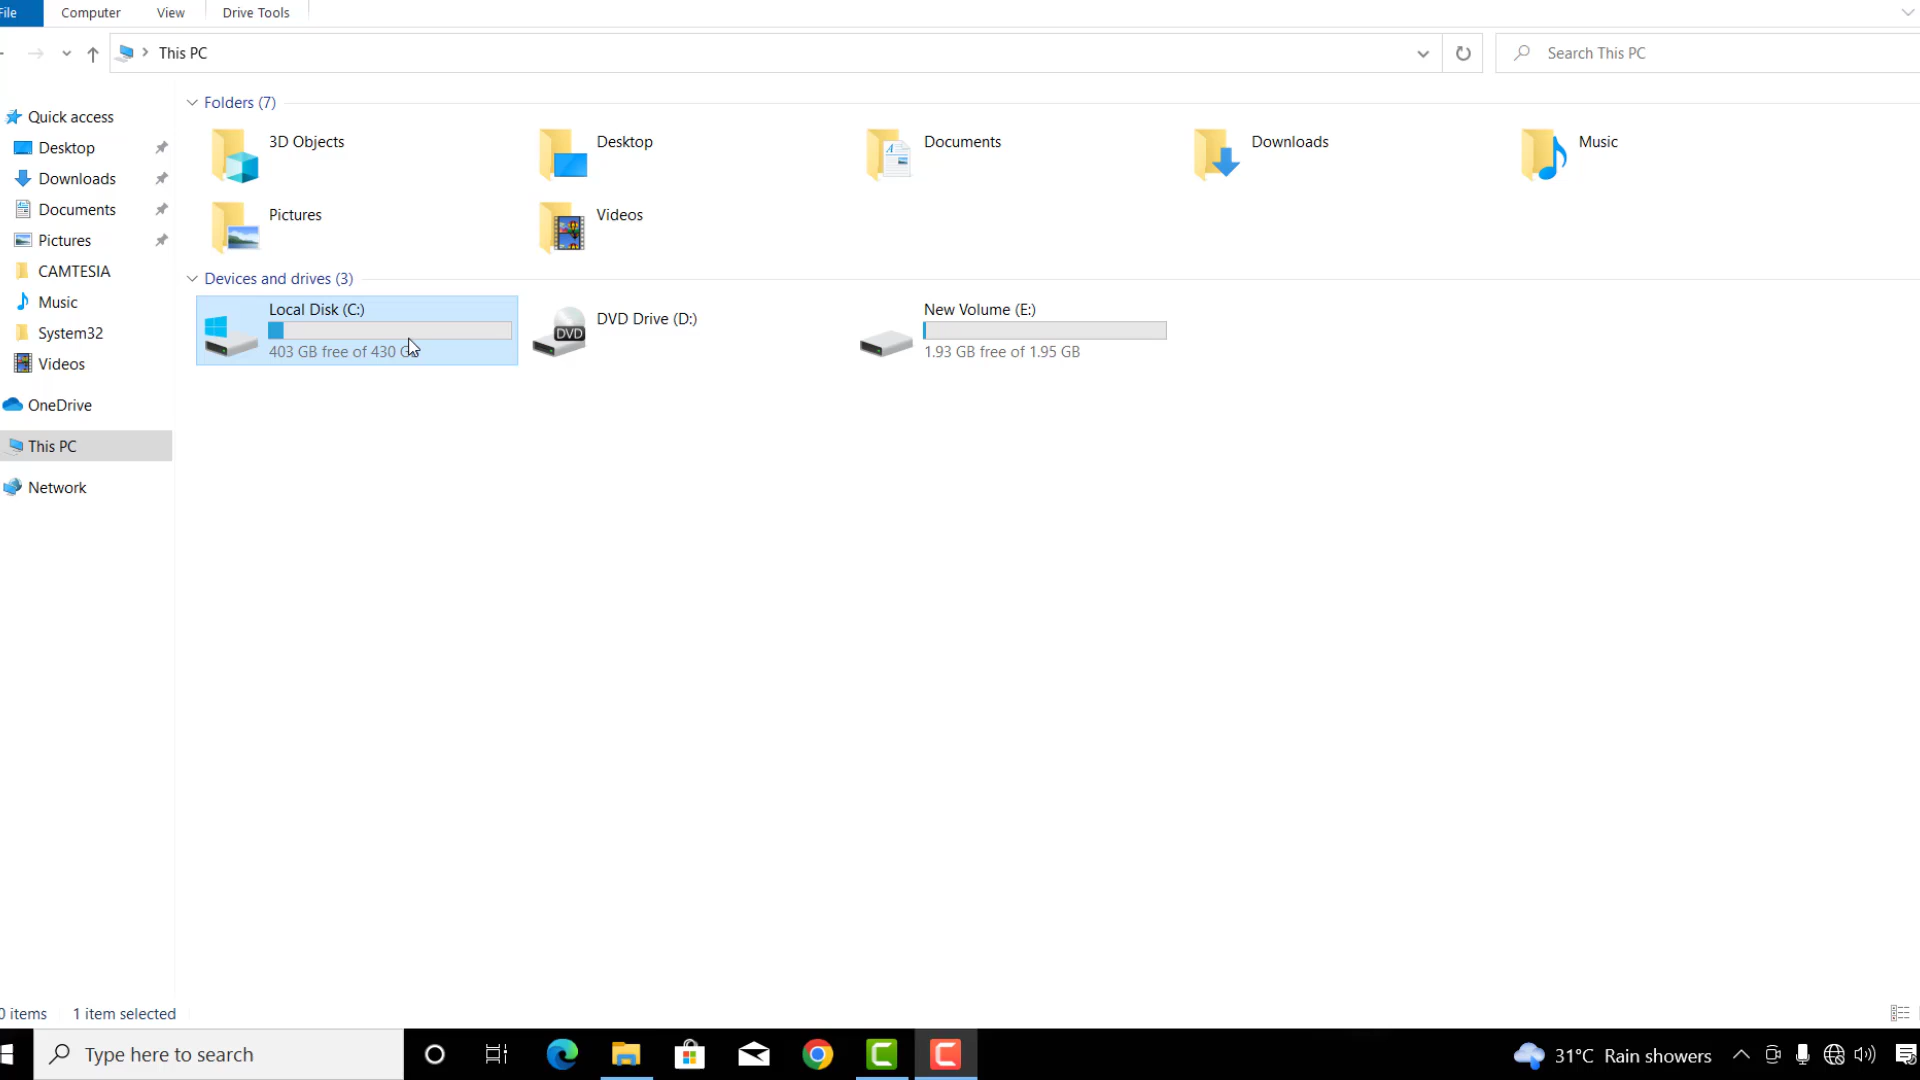 File Computer View Drive Tools
This PC
Search This PC
Quick access
Desktop
Downloads
Documents
Pictures
CAMTESIA
Music
System32
Videos
OneDrive
This PC
Network
Folders (7)
3D Objects
Desktop
Documents
Downloads
Music
Pictures
Videos
Devices and drives (3)
Local Disk (C:)
403 GB free of 430
DVD Drive (D:)
DVD
New Volume (E:)
1.93 GB free of 1.95 GB
0 items 1 item selected
Type here to search
31°C Rain showers